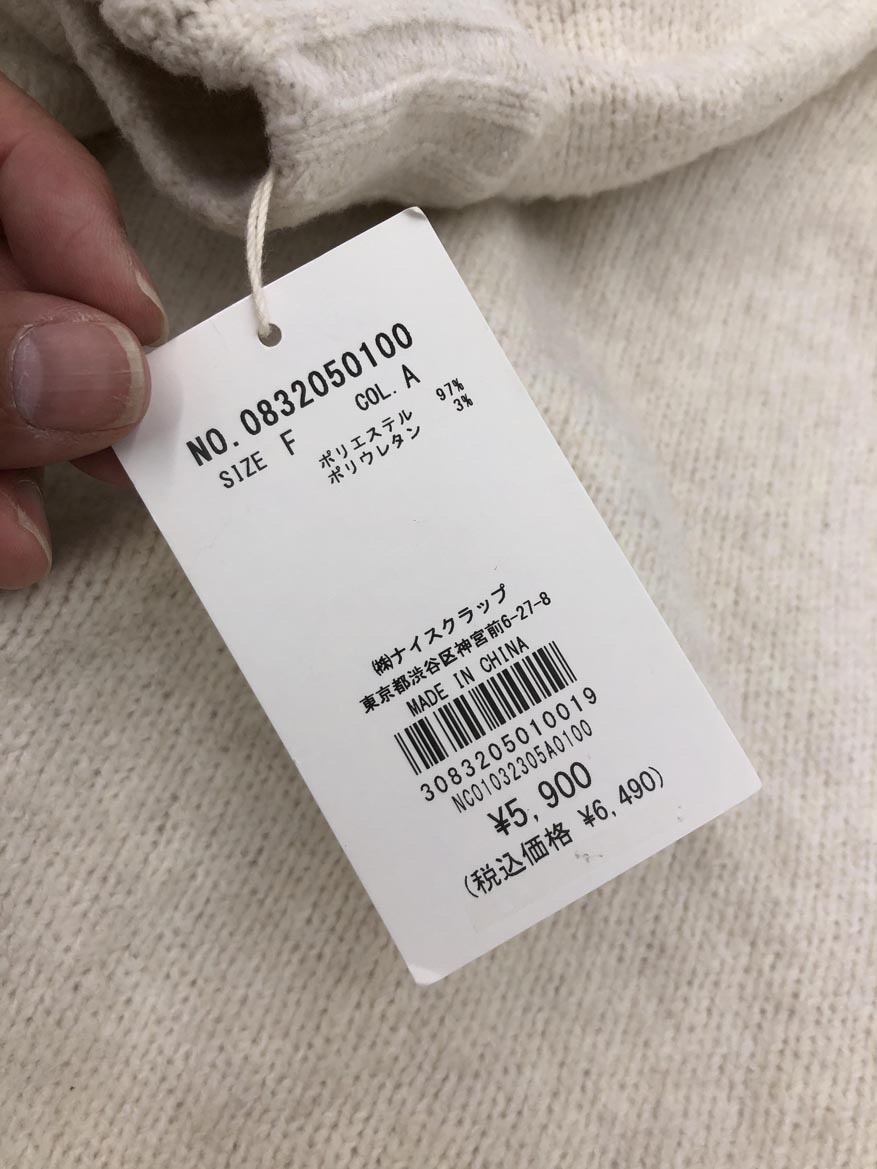 NO.0832050100
SIZE F COL.A
ポリエステル 97%
ポリウレタン 3%
㈱ナイスクラップ
東京都渋谷区神宮前6-27-8
MADE IN CHINA
3083205010019
NC01032305A0100
¥5,900
(税込価格 ¥6,490)